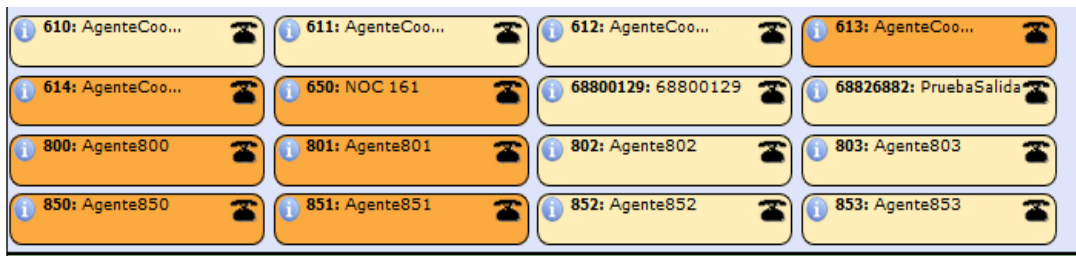 610: AgenteCoo...
611: AgenteCoo...
612: AgenteCoo...
613: AgenteCoo...
614: AgenteCoo...
650: NOC 161
68800129: 68800129
68826882: PruebaSalida
800: Agente800
801: Agente801
802: Agente802
803: Agente803
850: Agente850
851: Agente851
852: Agente852
853: Agente853